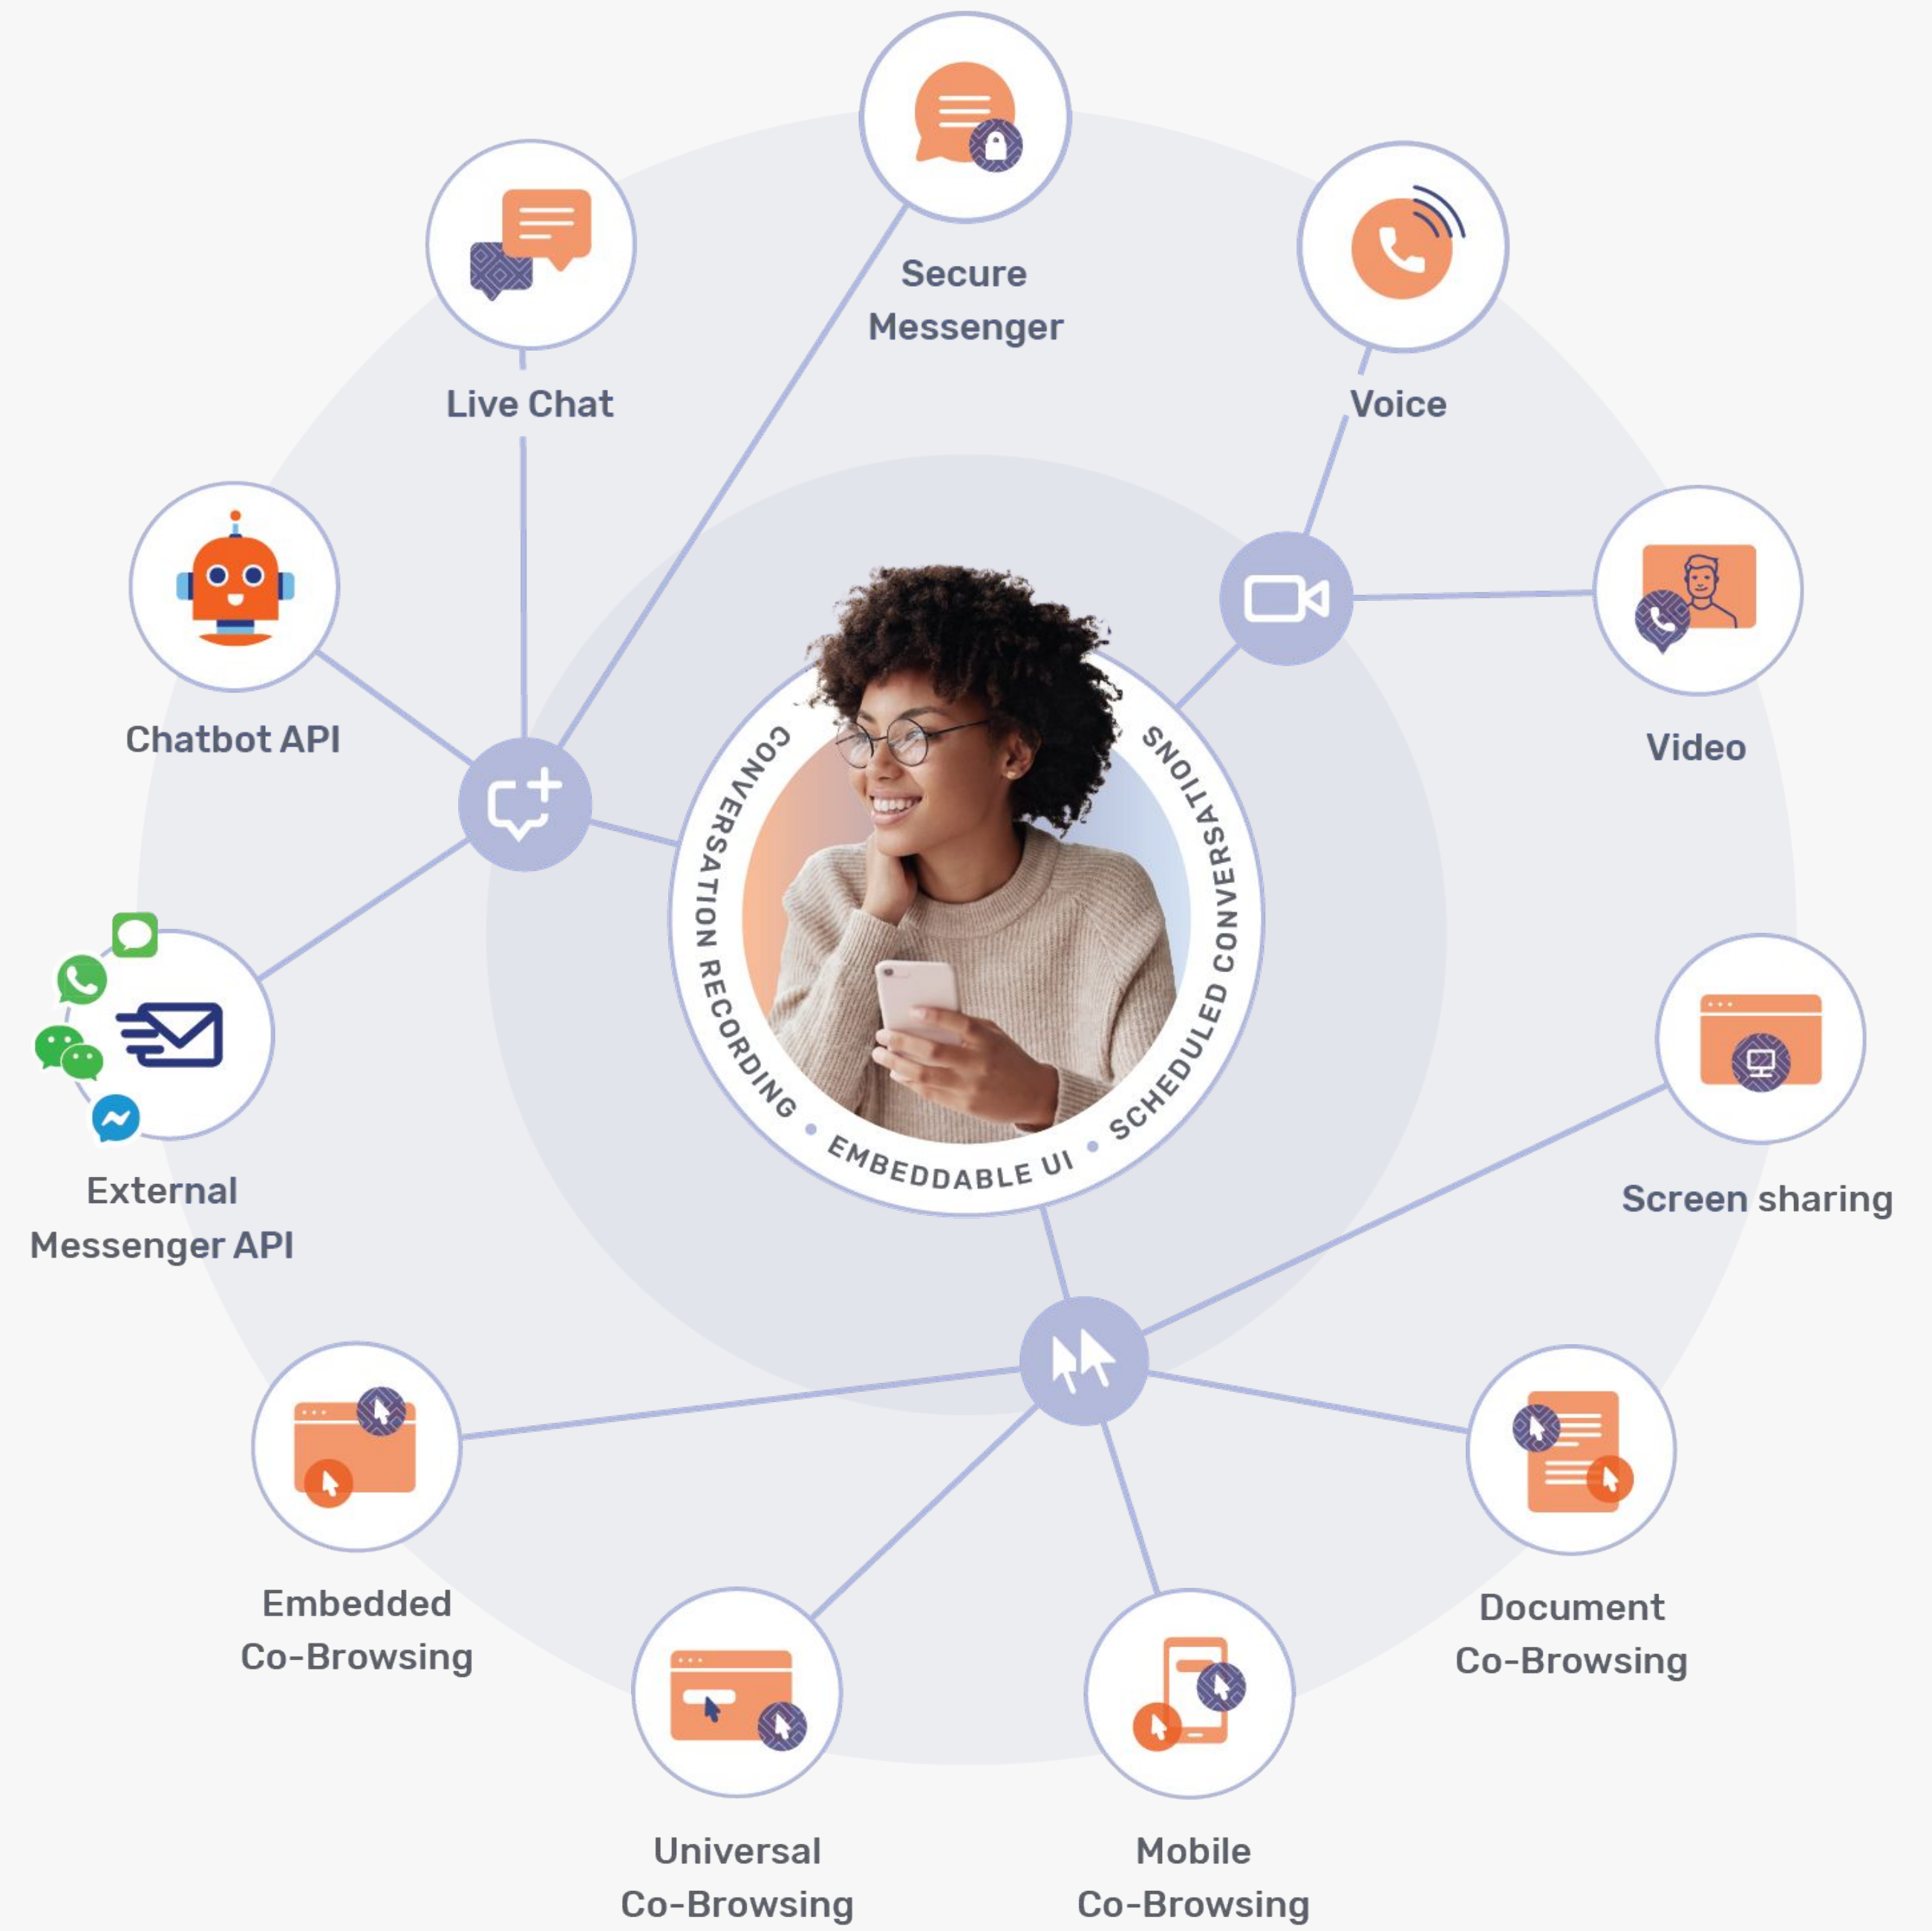 Secure
Messenger
Live Chat
Voice
Chatbot API
Video
CONVERSATION RECORDING • EMBEDDABLE UI • SCHEDULED CONVERSATIONS
External
Messenger API
Screen sharing
Embedded
Co-Browsing
Document
Co-Browsing
Universal
Co-Browsing
Mobile
Co-Browsing